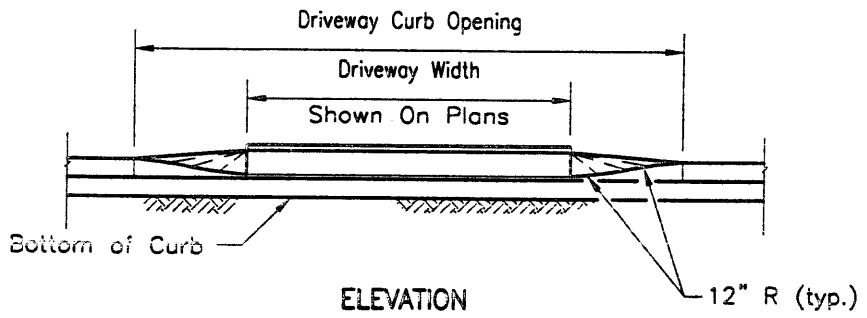 Driveway Curb Opening
Driveway Width
Shown On Plans
Bottom of Curb
12" R (typ.)
ELEVATION